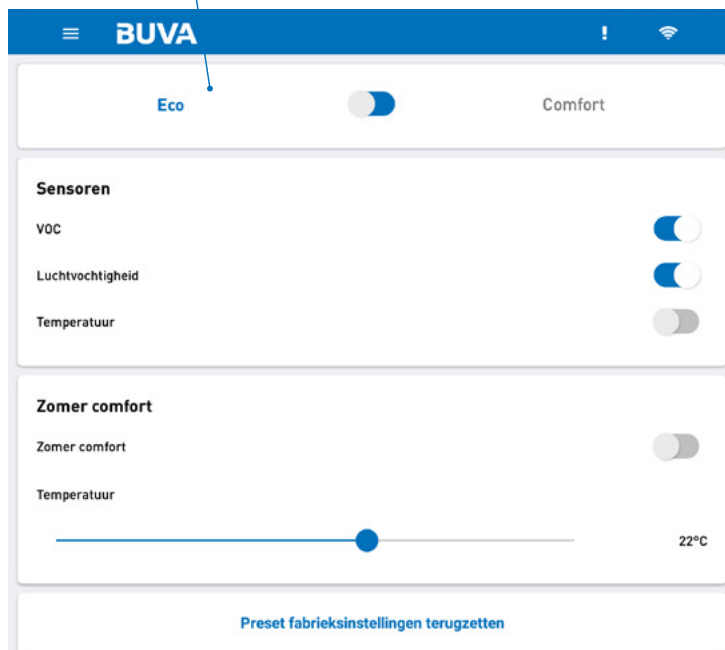 BUVA
Eco Comfort
Sensoren
VOC
Luchtvochtigheid
Temperatuur
Zomer comfort
Zomer comfort
Temperatuur
22°C
Preset fabrieksinstellingen terugzetten